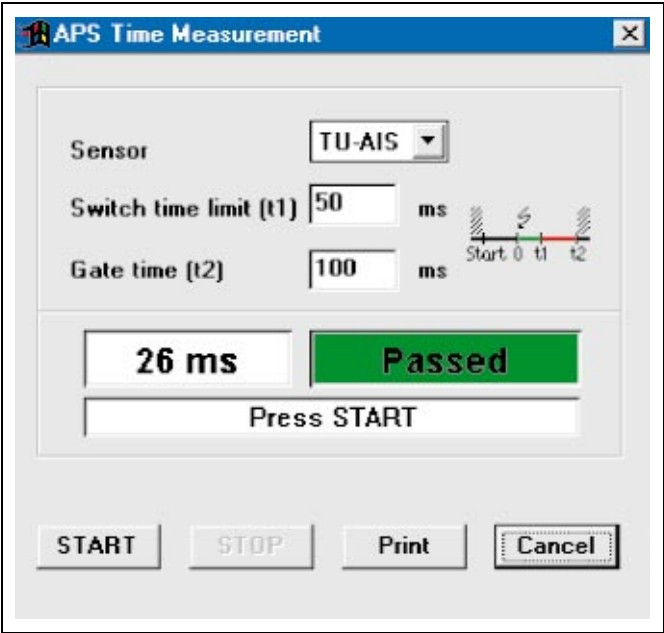 APS Time Measurement
Sensor TU-AIS
Switch time limit (t1) 50 ms
Start 0 t1 t2
Gate time (t2) 100 ms
26 ms Passed
Press START
START STOP Print Cancel